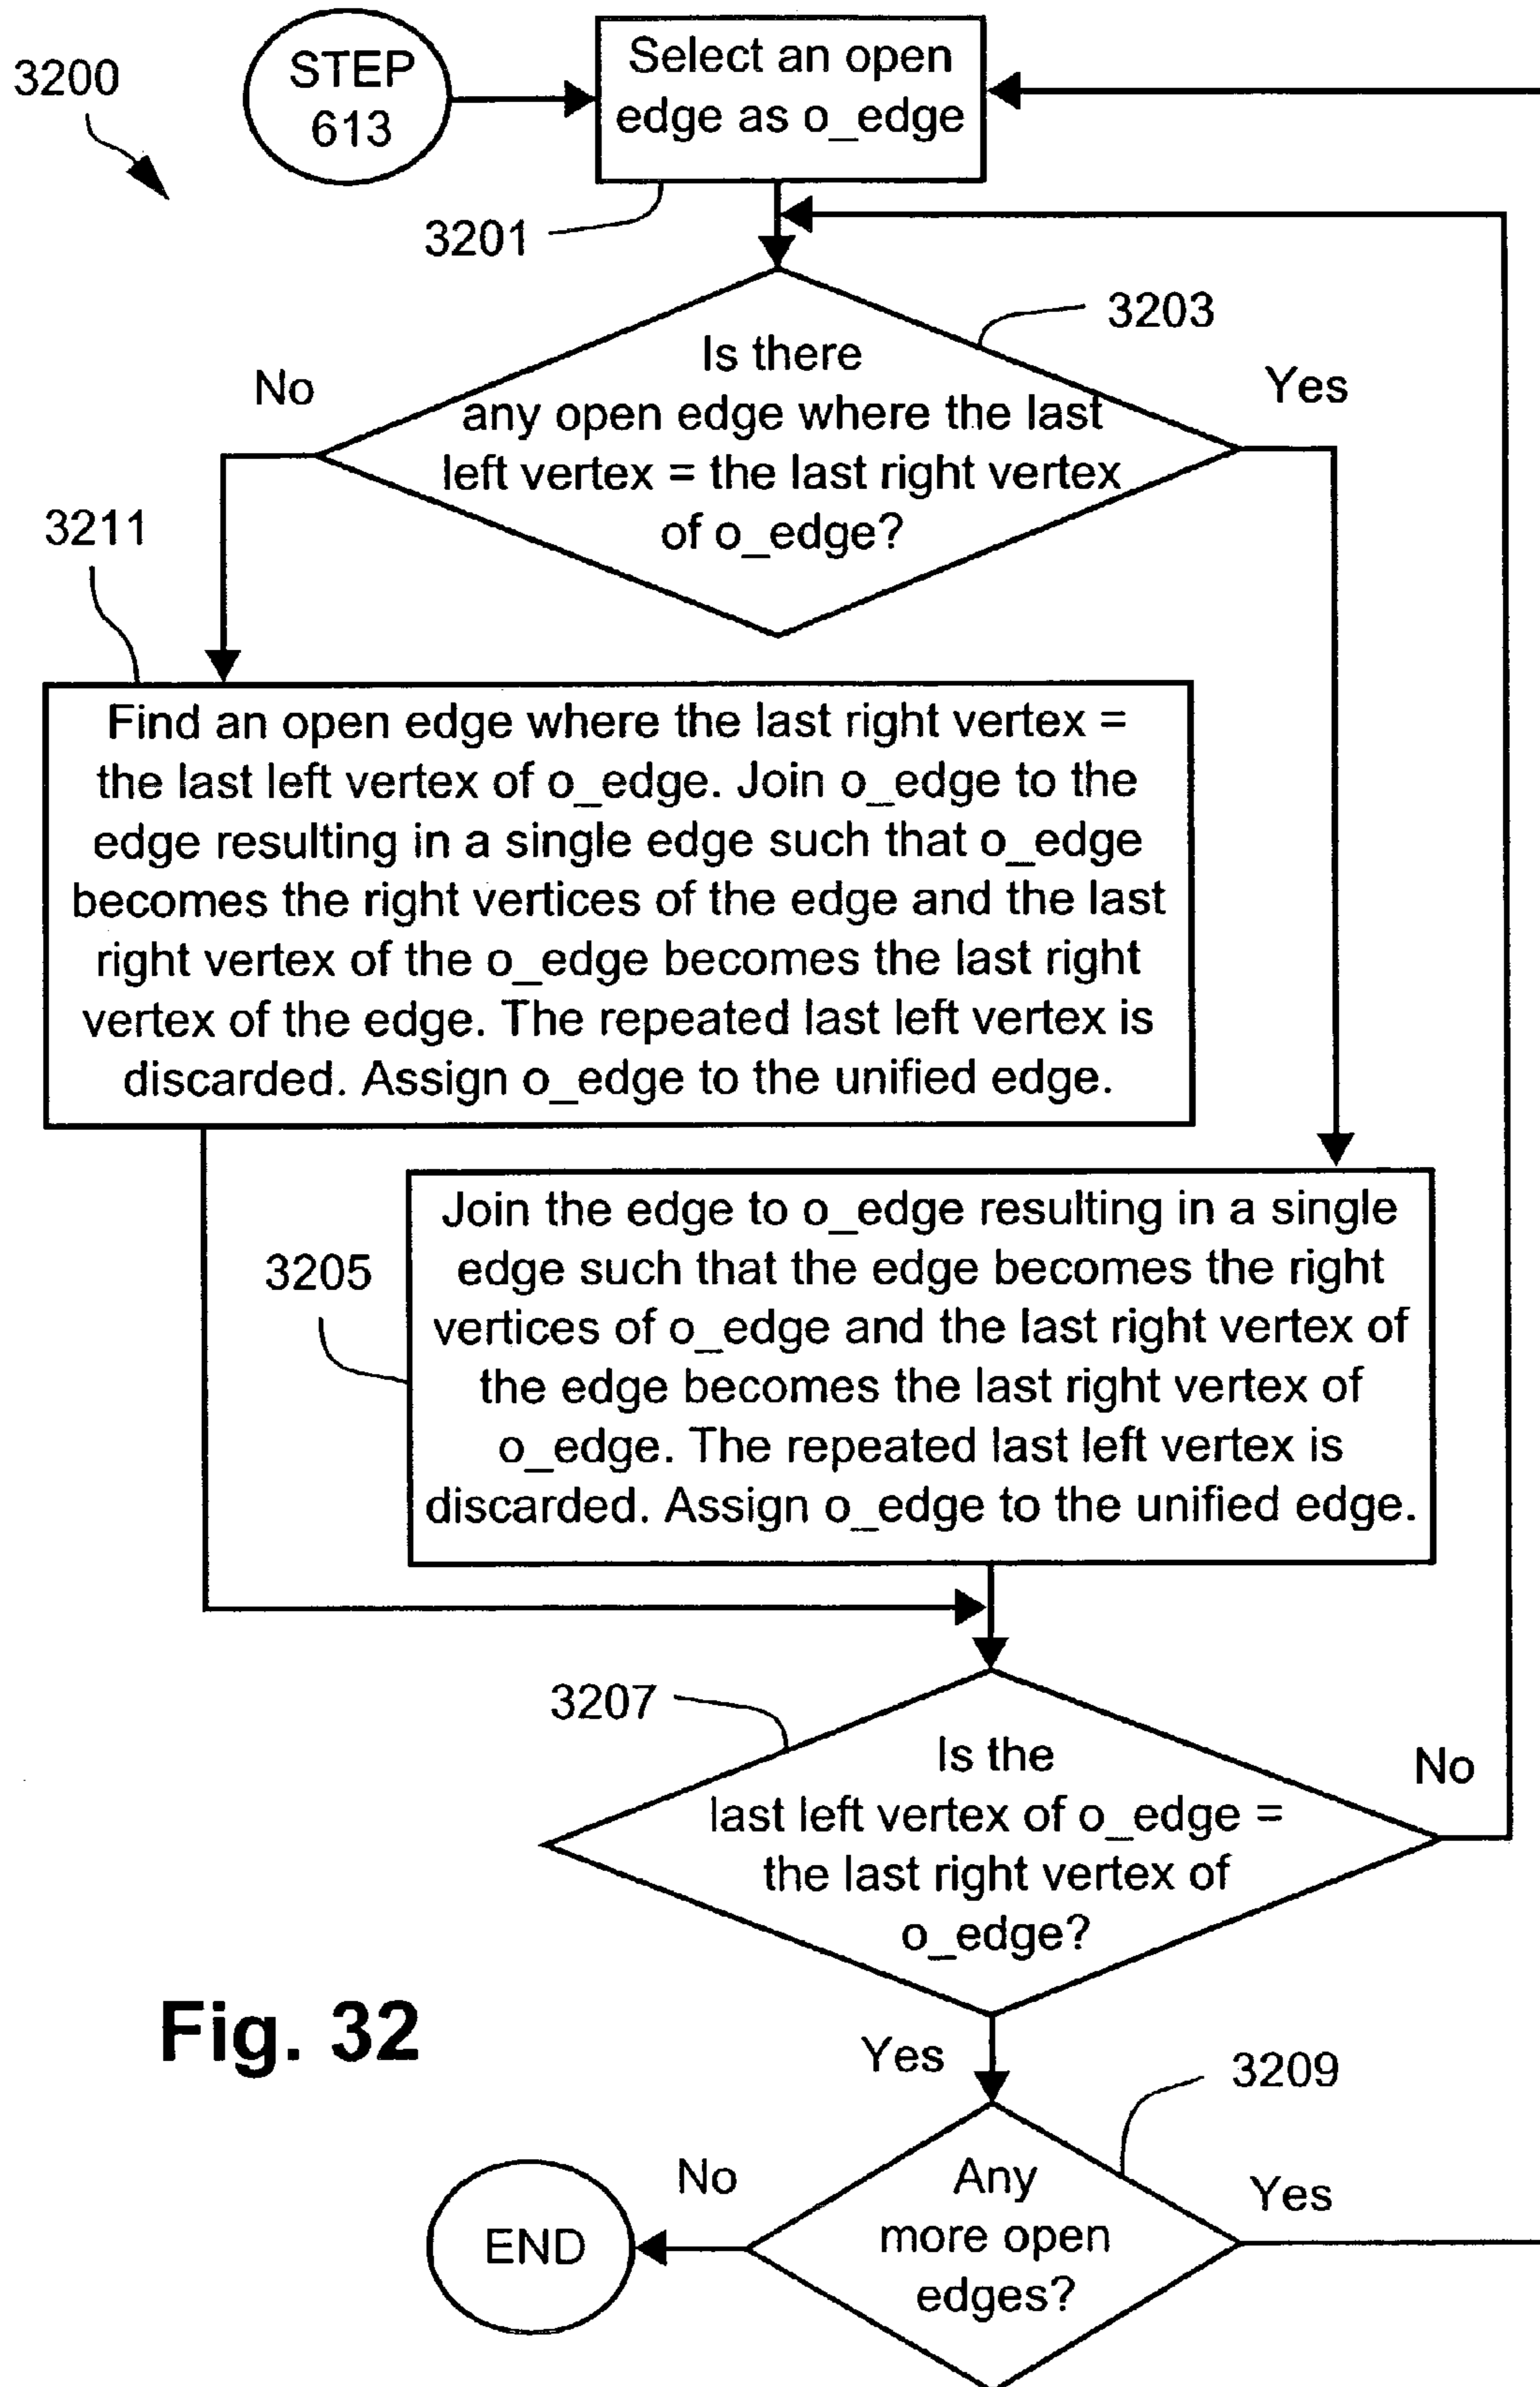 3200
STEP
613
Select an open
edge as o_edge
3201
3203
Is there
any open edge where the last
left vertex = the last right vertex
of o_edge?
No
Yes
3211
Find an open edge where the last right vertex =
the last left vertex of o_edge. Join o_edge to the
edge resulting in a single edge such that o_edge
becomes the right vertices of the edge and the last
right vertex of the o_edge becomes the last right
vertex of the edge. The repeated last left vertex is
discarded. Assign o_edge to the unified edge.
3205
Join the edge to o_edge resulting in a single
edge such that the edge becomes the right
vertices of o_edge and the last right vertex of
the edge becomes the last right vertex of
o_edge. The repeated last left vertex is
discarded. Assign o_edge to the unified edge.
3207
Is the
last left vertex of o_edge =
the last right vertex of
o_edge?
No
Yes
Fig. 32
3209
Any
more open
edges?
No
Yes
END